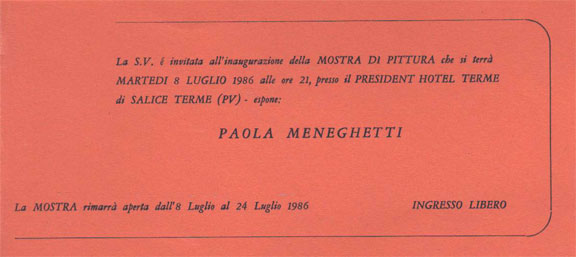 La S.V. é invitata all'inaugurazione della MOSTRA DI PITTURA che si terrà
MARTEDI 8 LUGLIO 1986 alle ore 21, presso il PRESIDENT HOTEL TERME
di SALICE TERME (PV) - espone:
PAOLA MENEGHETTI
La MOSTRA rimarrà aperta dall'8 Luglio al 24 Luglio 1986 INGRESSO LIBERO